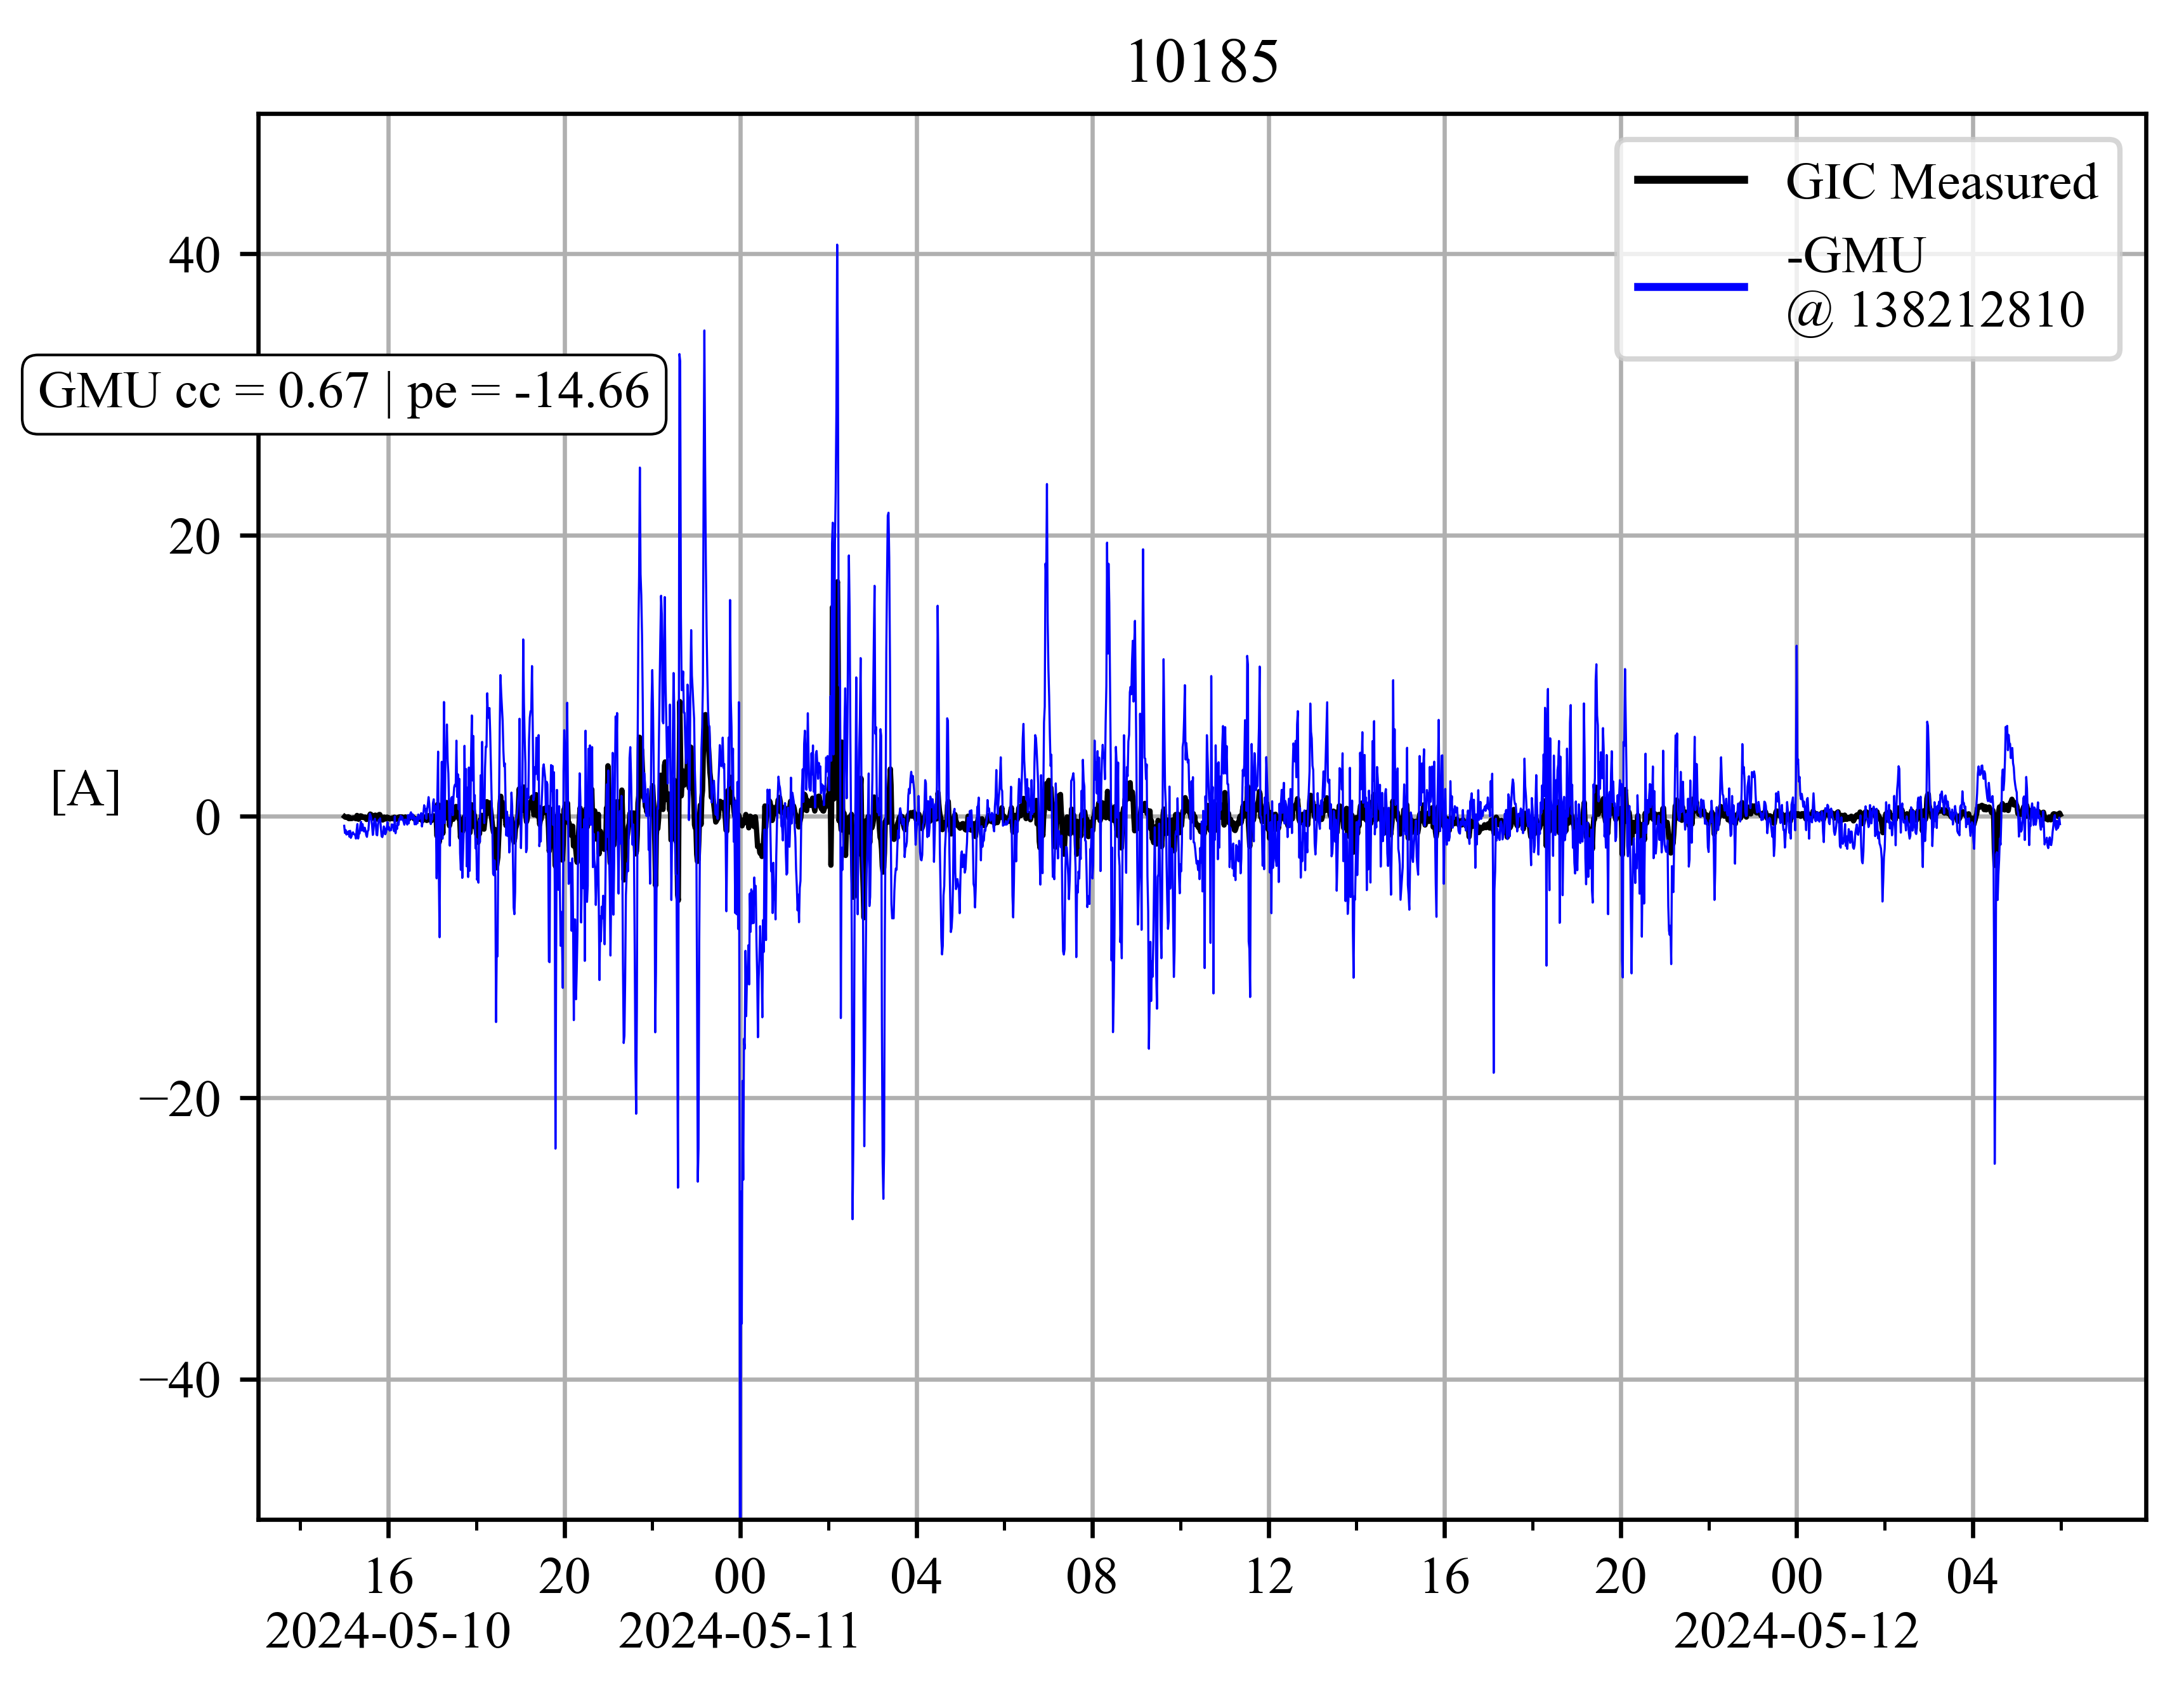 10185
GIC Measured
-GMU
@ 138212810
GMU cc = 0.67 | pe = -14.66
[A]
40
20
0
−20
−40
16 20 00 04 08 12 16 20 00 04
2024-05-10 2024-05-11 2024-05-12